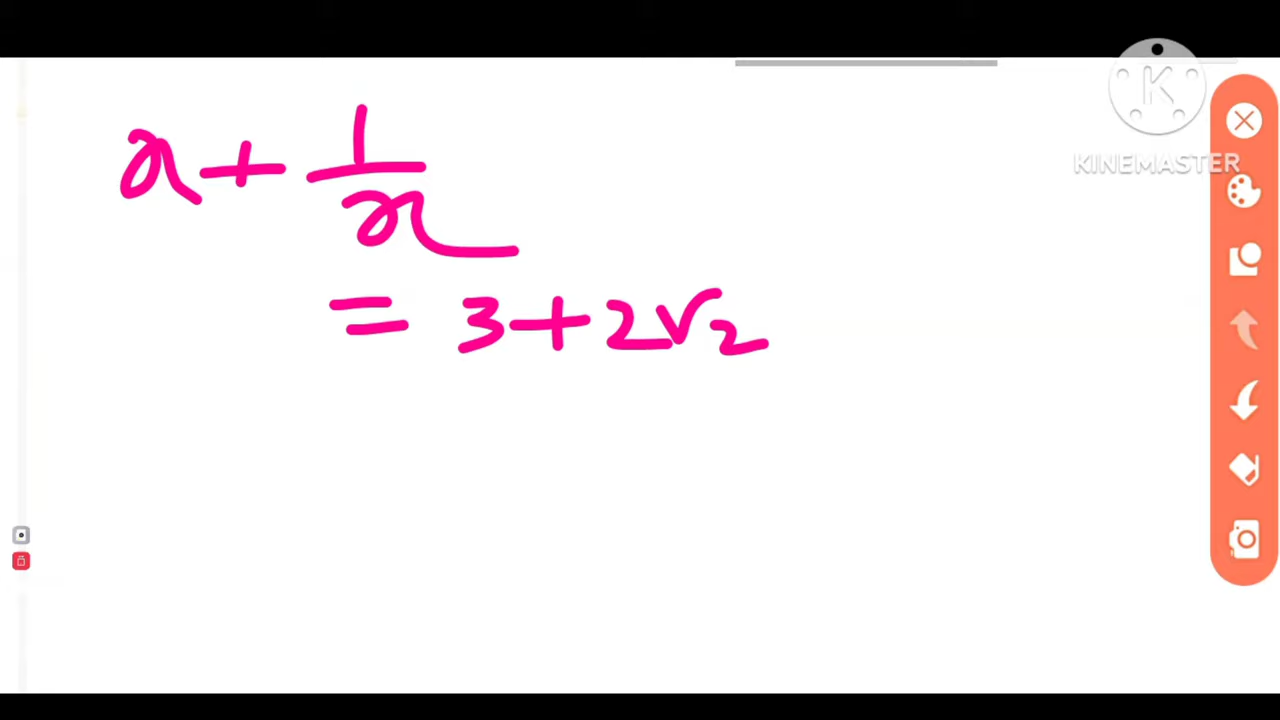 x + 1/x
= 3 + 2√2
KINEMASTER